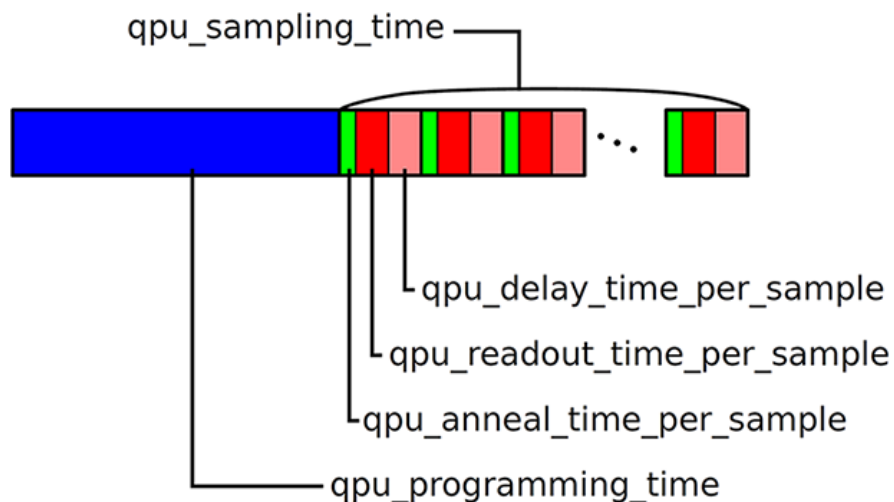 qpu_sampling_time
qpu_delay_time_per_sample
qpu_readout_time_per_sample
qpu_anneal_time_per_sample
qpu_programming_time